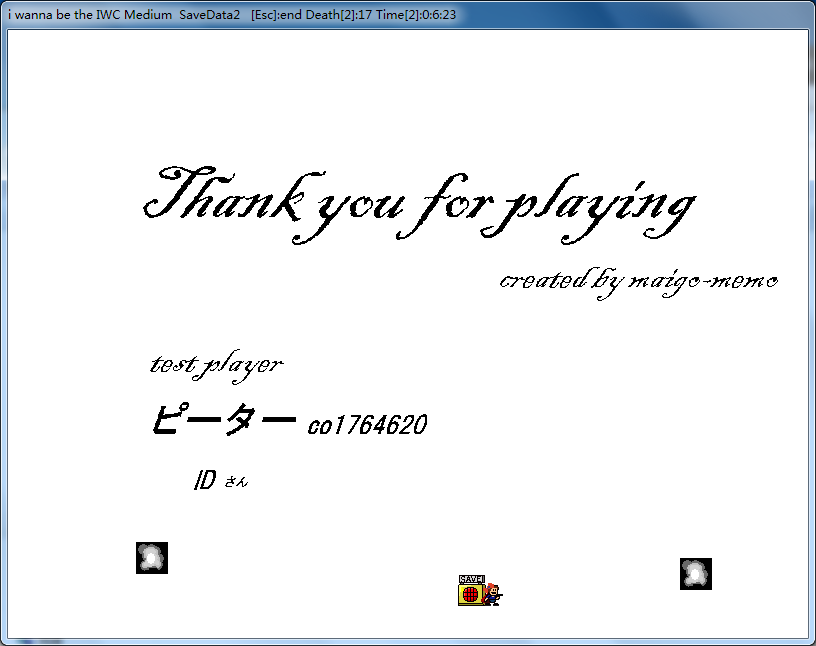 i wanna be the IWC Medium  SaveData2   [Esc]:end Death[2]:17 Time[2]:0:6:23
Thank you for playing
created by maigo-memo
test player
ピーター co1764620
ID さん
SAVE!